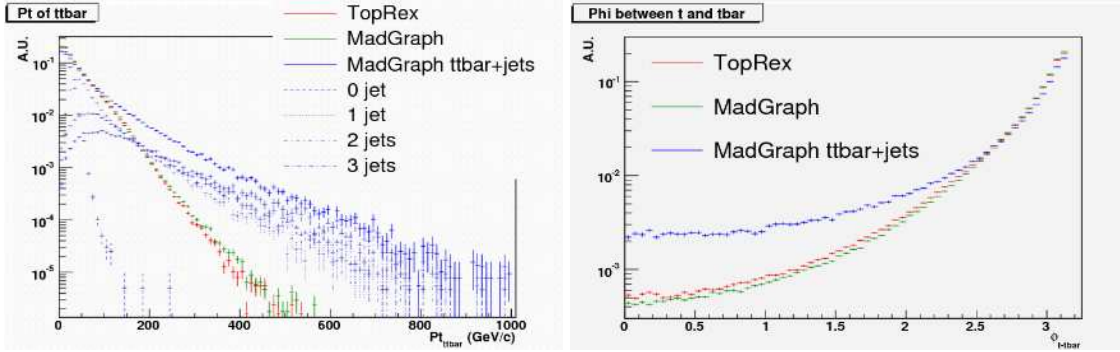 Pt of ttbar
A.U.
TopRex
MadGraph
MadGraph ttbar+jets
0 jet
1 jet
2 jets
3 jets
10^-1
10^-2
10^-3
10^-4
10^-5
0 200 400 600 800 1000
Pt_ttbar (GeV/c)
Phi between t and tbar
A.U.
TopRex
MadGraph
MadGraph ttbar+jets
10^-1
10^-2
10^-3
0 0.5 1 1.5 2 2.5 3
Φ_t-tbar